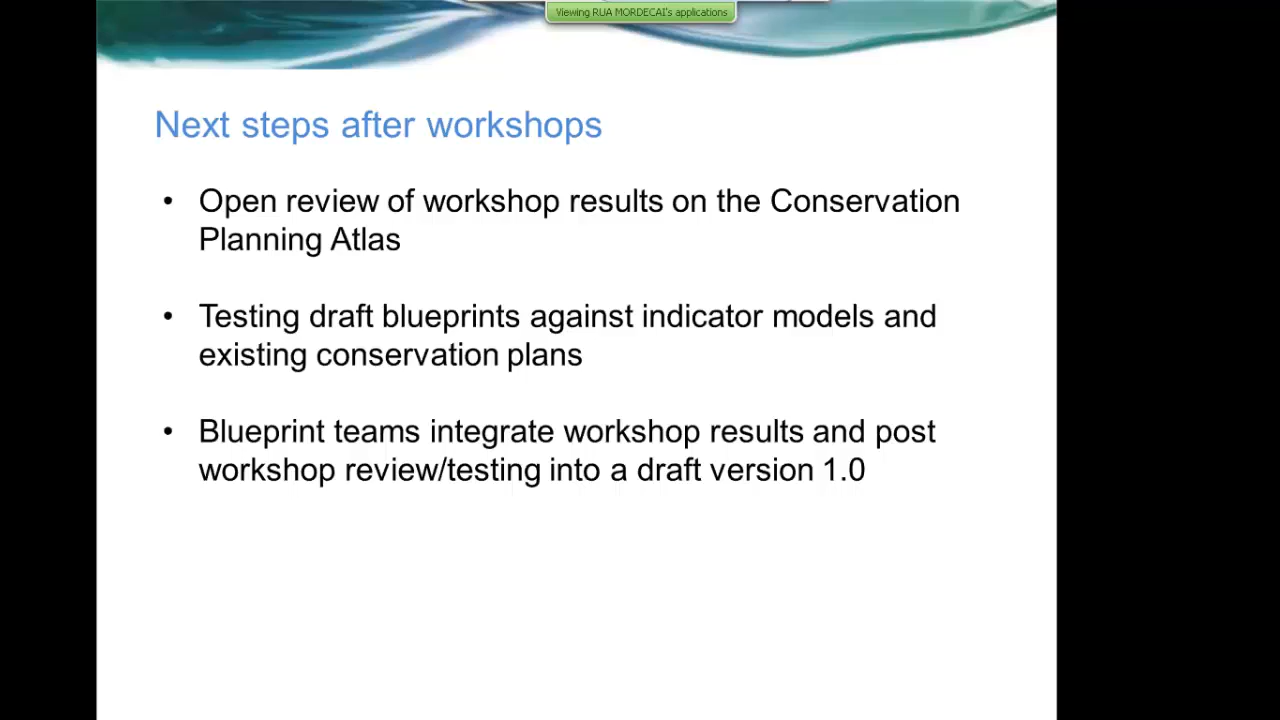 Viewing RUA MORDECAI's applications
Next steps after workshops
• Open review of workshop results on the Conservation
Planning Atlas
• Testing draft blueprints against indicator models and
existing conservation plans
• Blueprint teams integrate workshop results and post
workshop review/testing into a draft version 1.0